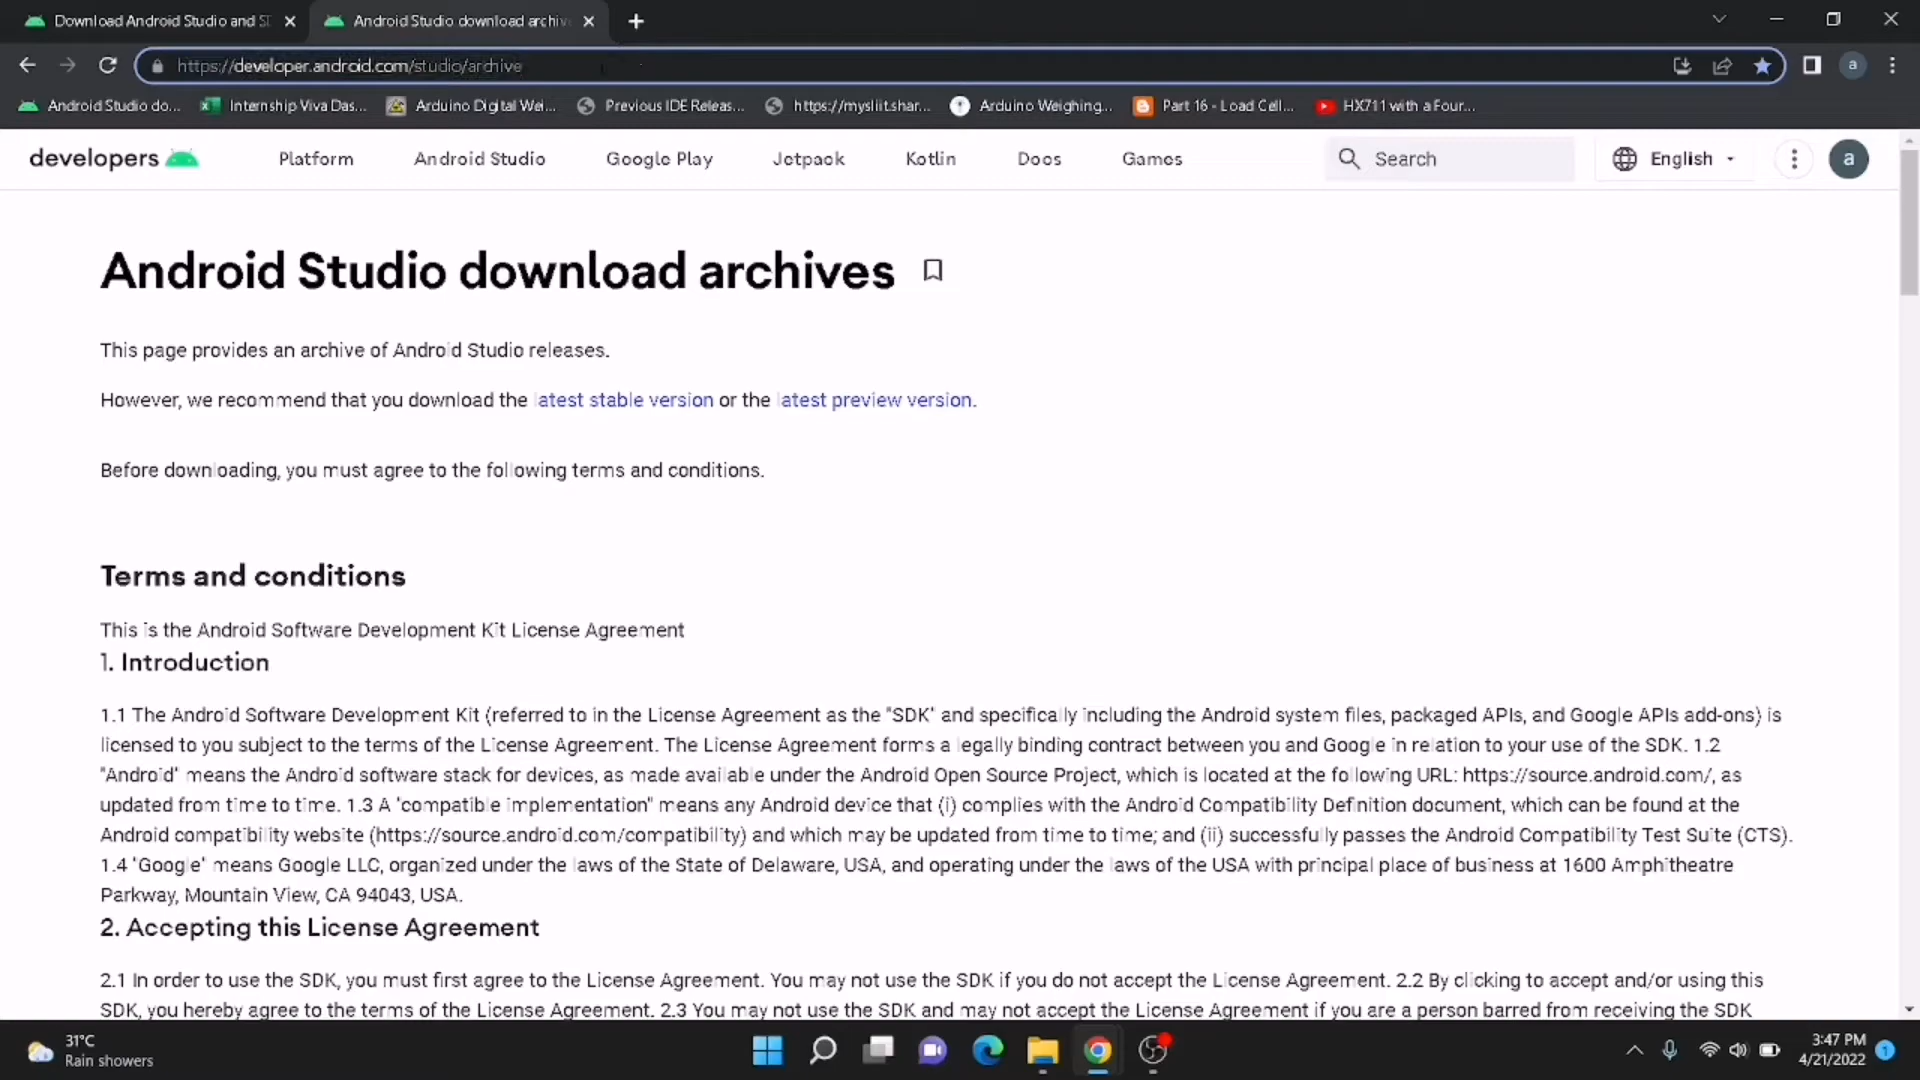 Download Android Studio and S
Android Studio download archiv
https://developer.android.com/studio/archive
a
Android Studio do...
Internship Viva Das...
Arduino Digital Wei...
Previous IDE Releas...
https://mysliit.shar...
Arduino Weighing...
Part 16 - Load Cell...
HX711 with a Four...
developers
Platform
Android Studio
Google Play
Jetpack
Kotlin
Docs
Games
Search
English
a
Android Studio download archives
This page provides an archive of Android Studio releases.
However, we recommend that you download the latest stable version or the latest preview version.
Before downloading, you must agree to the following terms and conditions.
Terms and conditions
This is the Android Software Development Kit License Agreement
1. Introduction
1.1 The Android Software Development Kit (referred to in the License Agreement as the "SDK" and specifically including the Android system files, packaged APIs, and Google APIs add-ons) is
licensed to you subject to the terms of the License Agreement. The License Agreement forms a legally binding contract between you and Google in relation to your use of the SDK. 1.2
"Android" means the Android software stack for devices, as made available under the Android Open Source Project, which is located at the following URL: https://source.android.com/, as
updated from time to time. 1.3 A "compatible implementation" means any Android device that (i) complies with the Android Compatibility Definition document, which can be found at the
Android compatibility website (https://source.android.com/compatibility) and which may be updated from time to time; and (ii) successfully passes the Android Compatibility Test Suite (CTS).
1.4 "Google" means Google LLC, organized under the laws of the State of Delaware, USA, and operating under the laws of the USA with principal place of business at 1600 Amphitheatre
Parkway, Mountain View, CA 94043, USA.
2. Accepting this License Agreement
2.1 In order to use the SDK, you must first agree to the License Agreement. You may not use the SDK if you do not accept the License Agreement. 2.2 By clicking to accept and/or using this
SDK, you hereby agree to the terms of the License Agreement. 2.3 You may not use the SDK and may not accept the License Agreement if you are a person barred from receiving the SDK
31°C
Rain showers
3:47 PM
4/21/2022
1